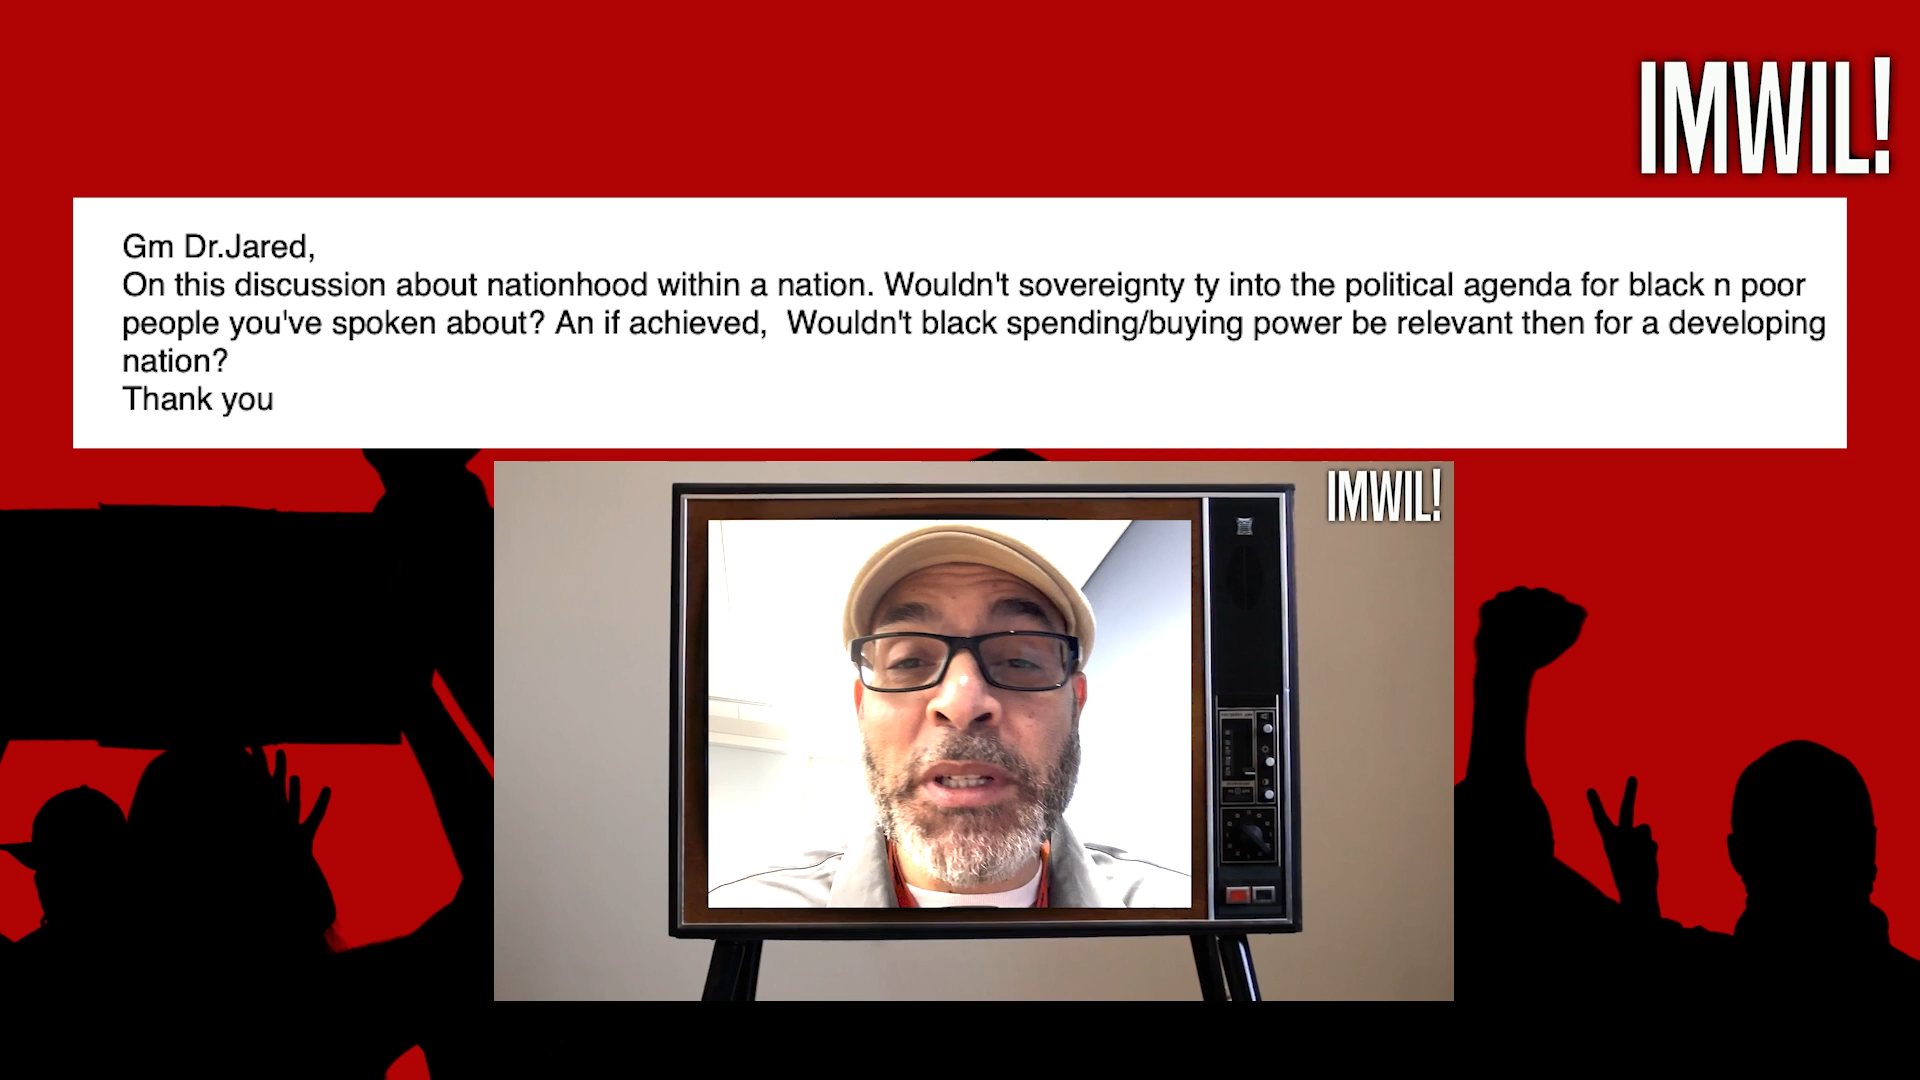 IMWIL!
Gm Dr.Jared,
On this discussion about nationhood within a nation. Wouldn't sovereignty ty into the political agenda for black n poor
people you've spoken about? An if achieved,  Wouldn't black spending/buying power be relevant then for a developing
nation?
Thank you
IMWIL!